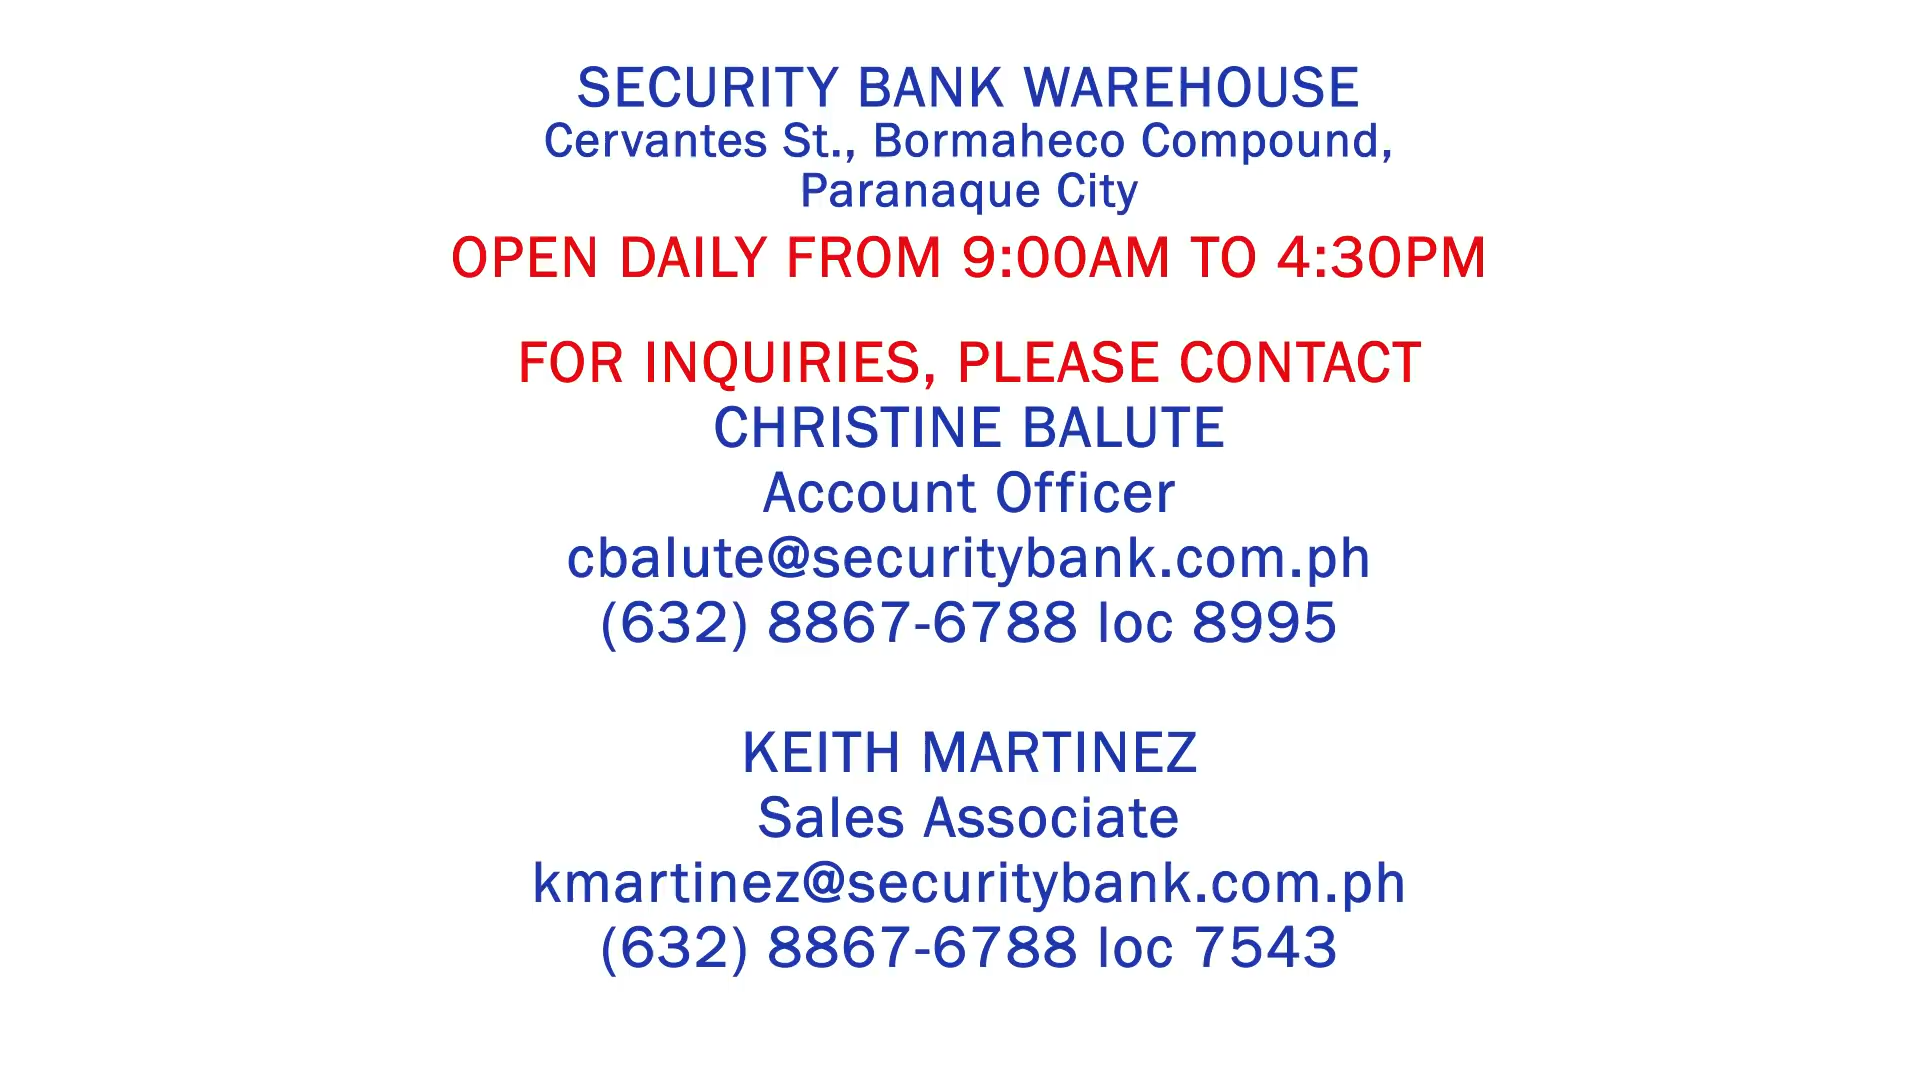 SECURITY BANK WAREHOUSE
Cervantes St., Bormaheco Compound,
Paranaque City
OPEN DAILY FROM 9:00AM TO 4:30PM
FOR INQUIRIES, PLEASE CONTACT
CHRISTINE BALUTE
Account Officer
cbalute@securitybank.com.ph
(632) 8867-6788 loc 8995
KEITH MARTINEZ
Sales Associate
kmartinez@securitybank.com.ph
(632) 8867-6788 loc 7543